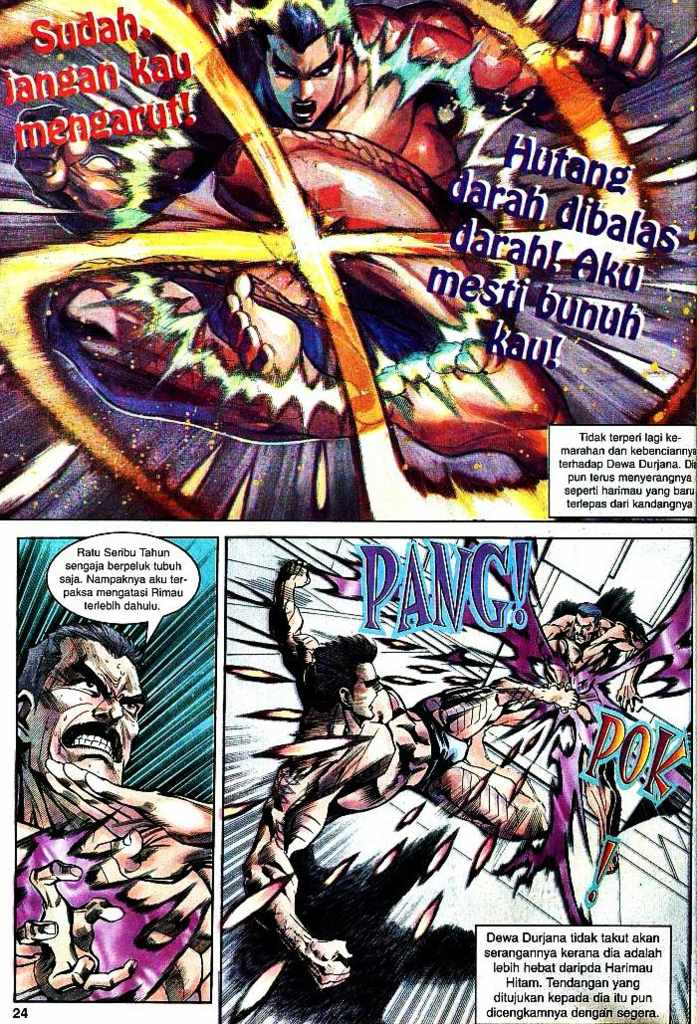 Sudah,
jangan kau
mengarut!
Hutang
darah dibalas
darah! Aku
mesti bunuh
kau!
Tidak terperi lagi ke-
marahan dan kebenciannya
terhadap Dewa Durjana. Di
pun terus menyerangnya
seperti harimau yang baru
terlepas dari kandangnya
Ratu Seribu Tahun
sengaja berpeluk tubuh
saja. Nampaknya aku ter-
paksa mengatasi Rimau
terlebih dahulu.
PANG!
POK!
Dewa Durjana tidak takut akan
serangannya kerana dia adalah
lebih hebat daripda Harimau
Hitam. Tendangan yang
ditujukan kepada dia itu pun
dicengkamnya dengan segera.
24